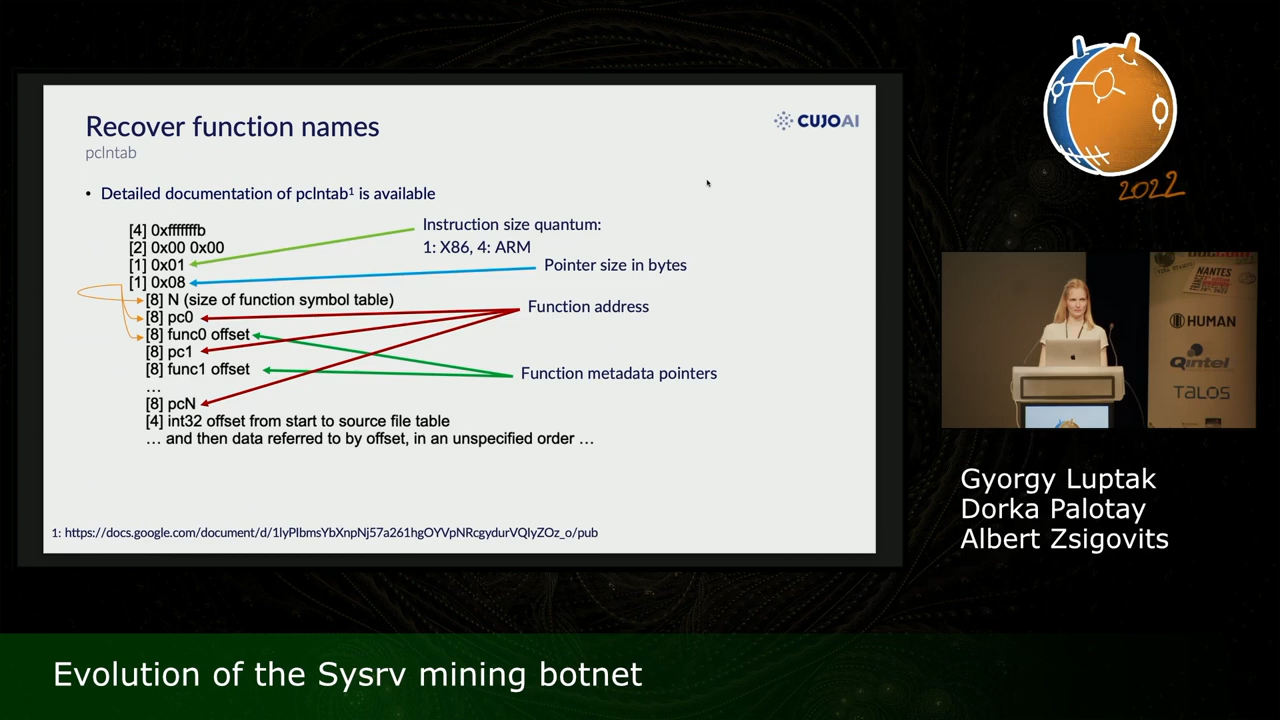 Recover function names
pclntab
CUJOAI
• Detailed documentation of pclntab¹ is available
[4] 0xfffffffb
[2] 0x00 0x00
[1] 0x01
[1] 0x08
[8] N (size of function symbol table)
[8] pc0
[8] func0 offset
[8] pc1
[8] func1 offset
…
[8] pcN
[4] int32 offset from start to source file table
… and then data referred to by offset, in an unspecified order …
Instruction size quantum:
1: X86, 4: ARM
Pointer size in bytes
Function address
Function metadata pointers
1: https://docs.google.com/document/d/1lyPIbmsYbXnpNj57a261hgOYVpNRcgydurVQIyZOz_o/pub
2022
NANTES
HUMAN
Qintel
TALOS
Gyorgy Luptak
Dorka Palotay
Albert Zsigovits
Evolution of the Sysrv mining botnet